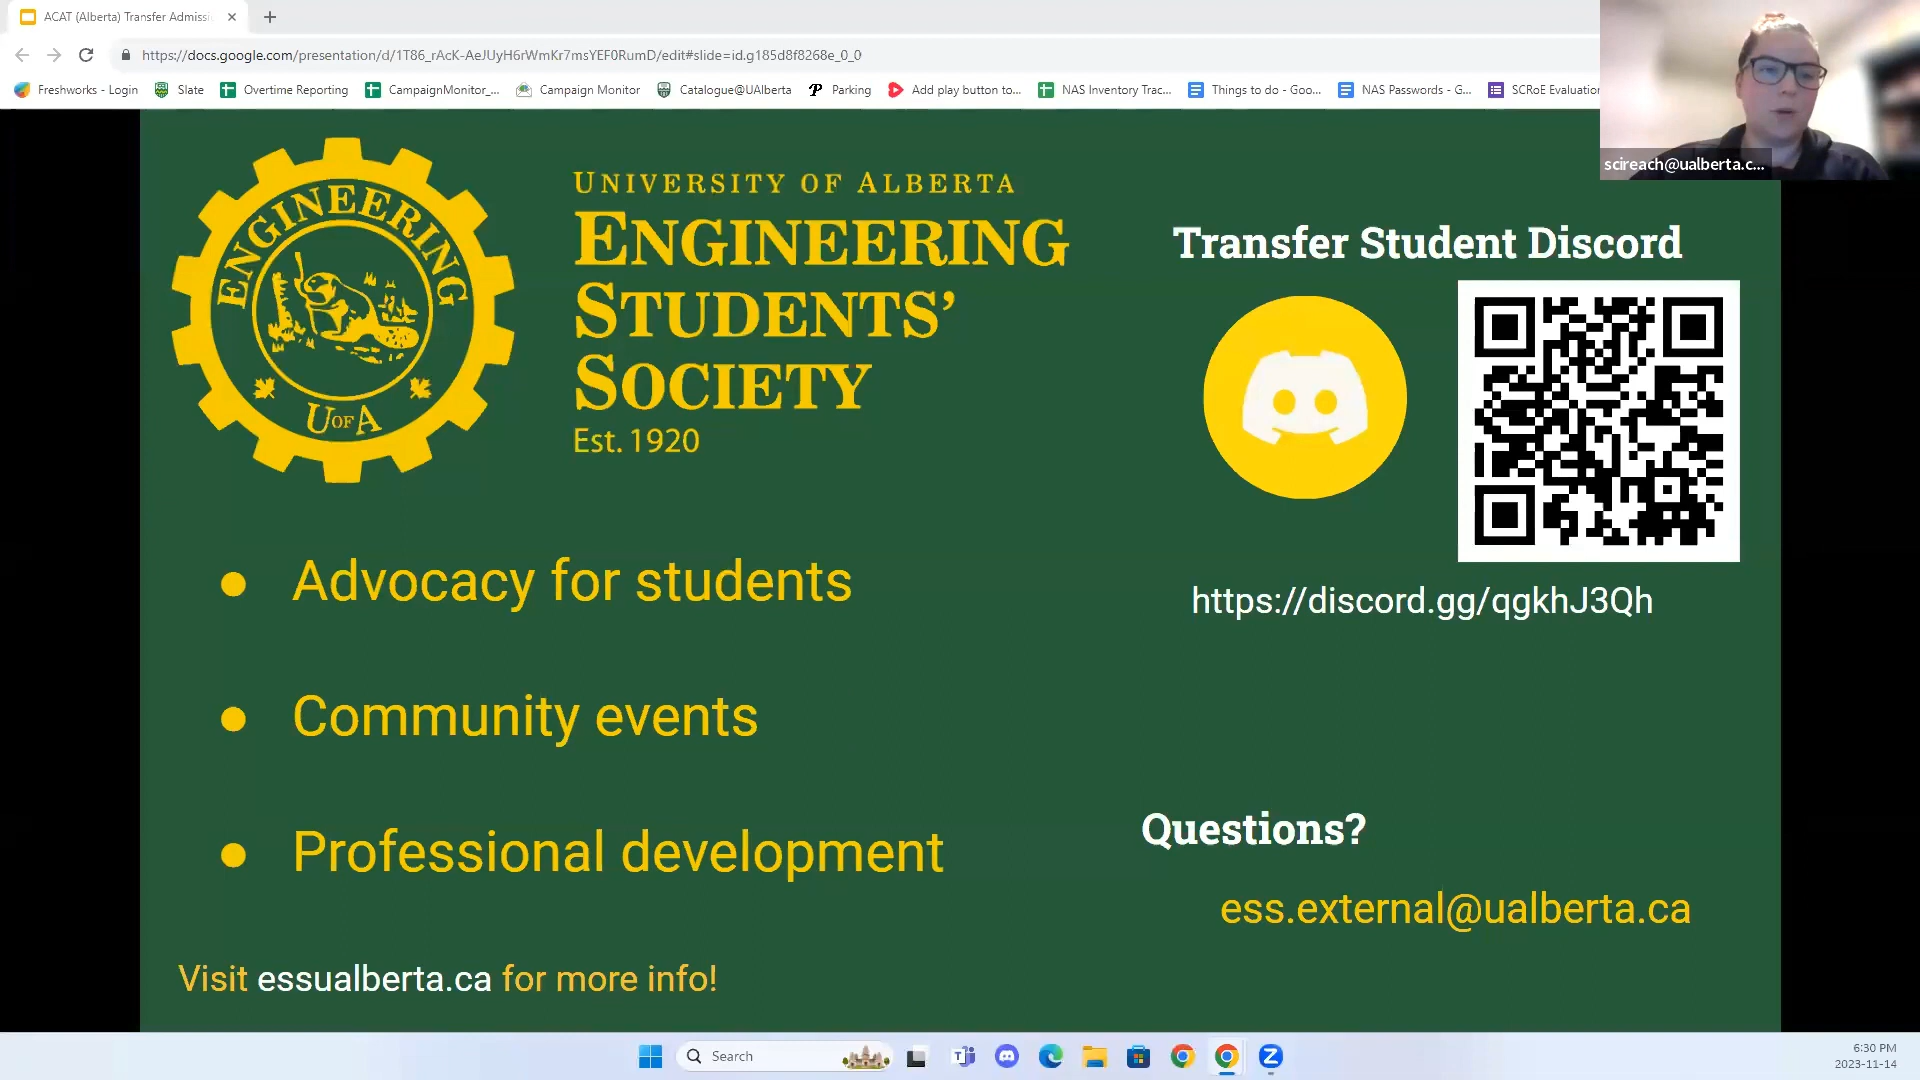 ACAT (Alberta) Transfer Admissi
https://docs.google.com/presentation/d/1T86_rAcK-AeJUyH6rWmKr7msYEF0RumD/edit#slide=id.g185d8f8268e_0_0
Freshworks - Login Slate Overtime Reporting CampaignMonitor_... Campaign Monitor Catalogue@UAlberta Parking Add play button to... NAS Inventory Trac... Things to do - Goo... NAS Passwords - G... SCRoE Evaluation
scireach@ualberta.c...
ENGINEERING
U OF A
UNIVERSITY OF ALBERTA
ENGINEERING
STUDENTS'
SOCIETY
Est. 1920
Transfer Student Discord
https://discord.gg/qgkhJ3Qh
● Advocacy for students
● Community events
● Professional development
Questions?
ess.external@ualberta.ca
Visit essualberta.ca for more info!
Search
6:30 PM
2023-11-14